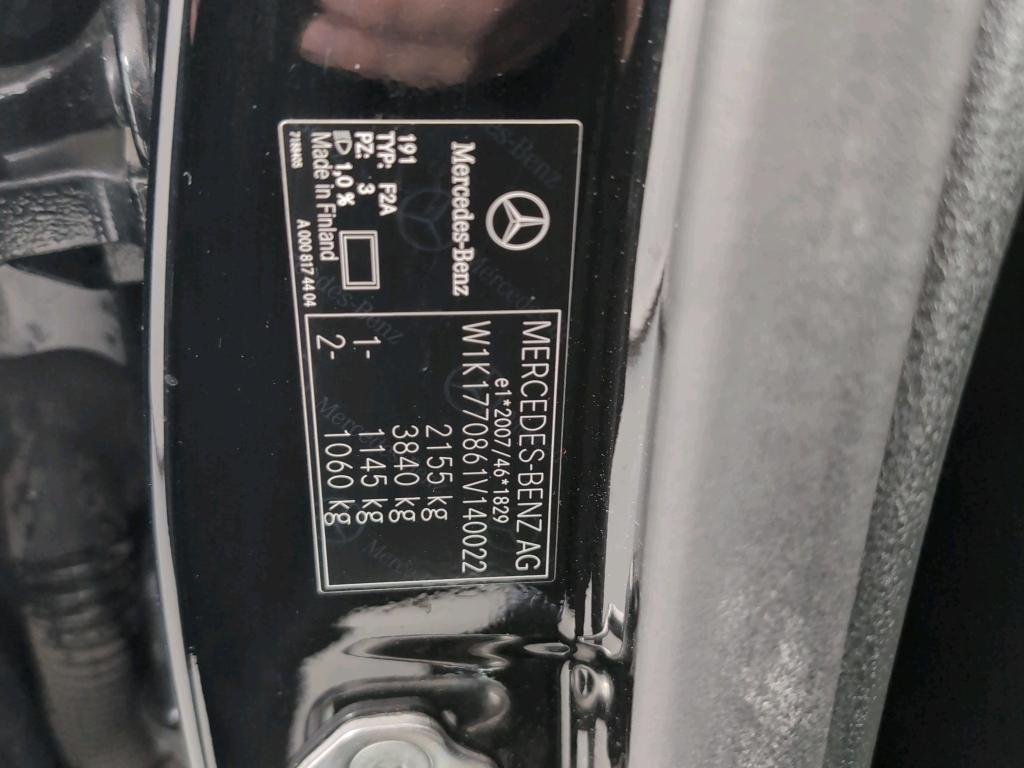 Mercedes-Benz
191
TYP: F2A
PZ: 3
1,0 %
Made in Finland
7188405 A 000 817 44 04
MERCEDES-BENZ AG
e1*2007/46*1829
W1K1770861V140022
2155 kg
3840 kg
1- 1145 kg
2- 1060 kg